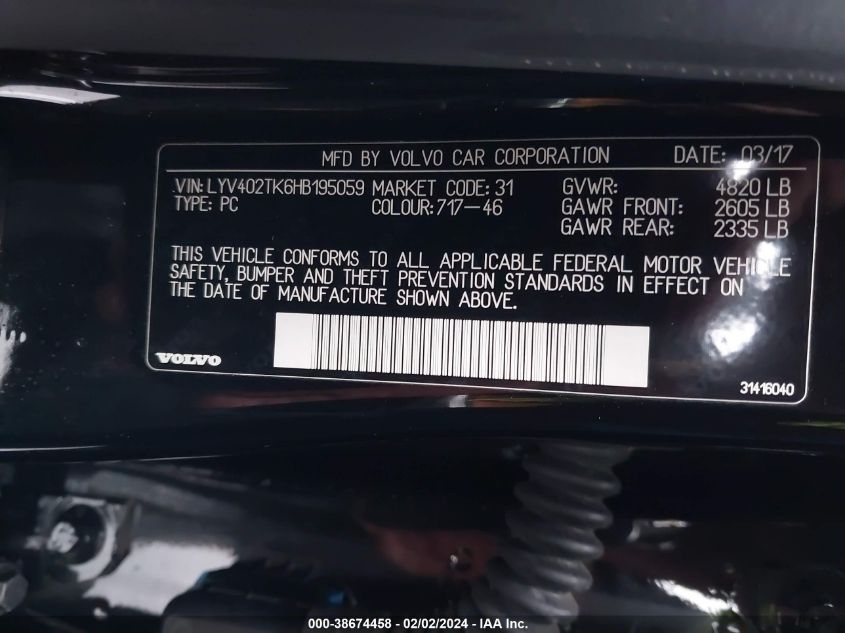 MFD BY VOLVO CAR CORPORATION DATE: 03/17
VIN: LYV402TK6HB195059 MARKET CODE: 31 GVWR: 4820 LB
TYPE: PC COLOUR: 717-46 GAWR FRONT: 2605 LB
GAWR REAR: 2335 LB
THIS VEHICLE CONFORMS TO ALL APPLICABLE FEDERAL MOTOR VEHICLE
SAFETY, BUMPER AND THEFT PREVENTION STANDARDS IN EFFECT ON
THE DATE OF MANUFACTURE SHOWN ABOVE.
VOLVO
31416040
000-38674458 - 02/02/2024 - IAA Inc.